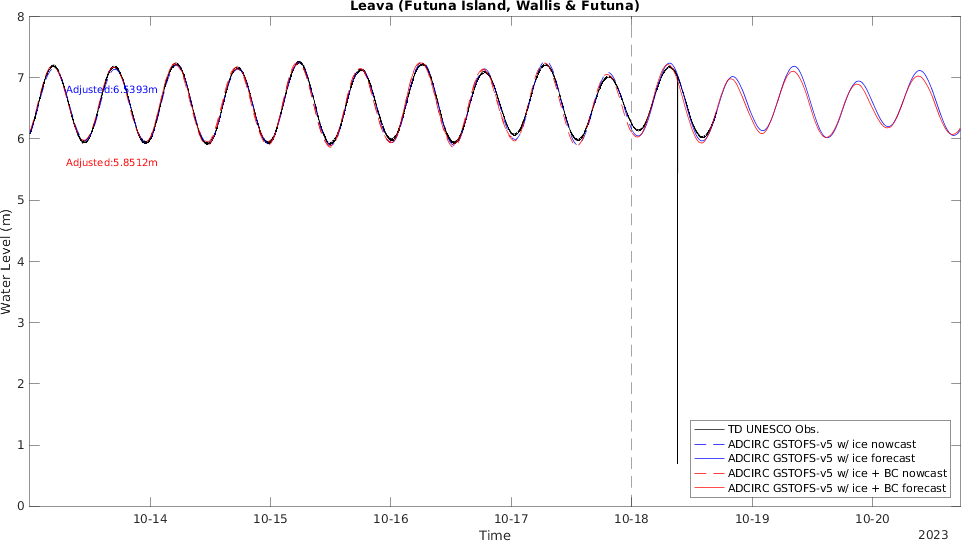 Leava (Futuna Island, Wallis & Futuna)
8
7
6
5
4
3
2
1
0
Water Level (m)
Adjusted:6.5393m
Adjusted:5.8512m
TD UNESCO Obs.
ADCIRC GSTOFS-v5 w/ ice nowcast
ADCIRC GSTOFS-v5 w/ ice forecast
ADCIRC GSTOFS-v5 w/ ice + BC nowcast
ADCIRC GSTOFS-v5 w/ ice + BC forecast
10-14 10-15 10-16 10-17 10-18 10-19 10-20
Time
2023